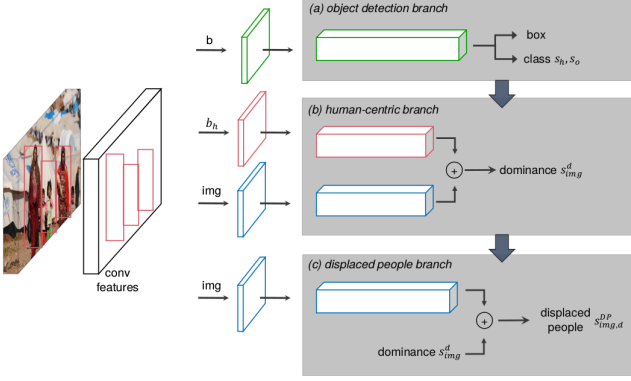 (a) object detection branch
b
box
class s_h, s_o
(b) human-centric branch
b_h
img
+
dominance s^d_img
conv
features
(c) displaced people branch
img
+
displaced
people s^DP_img,d
dominance s^d_img